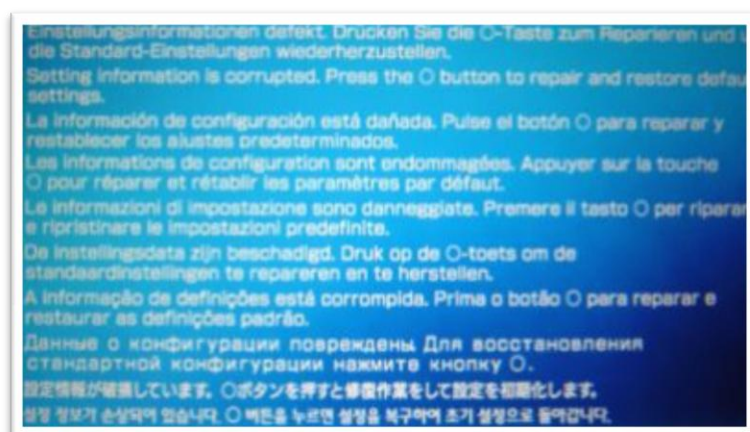 Einstellungsinformationen defekt. Drücken Sie die ○-Taste zum Reparieren und
die Standard-Einstellungen wiederherzustellen.
Setting information is corrupted. Press the ○ button to repair and restore defau
settings.
La información de configuración está dañada. Pulse el botón ○ para reparar y
restablecer los ajustes predeterminados.
Les informations de configuration sont endommagées. Appuyer sur la touche
○ pour réparer et rétablir les paramètres par défaut.
Le informazioni di impostazione sono danneggiate. Premere il tasto ○ per riparar
e ripristinare le impostazioni predefinite.
De instellingsdata zijn beschadigd. Druk op de ○-toets om de
standaardinstellingen te repareren en te herstellen.
A informação de definições está corrompida. Prima o botão ○ para reparar e
restaurar as definições padrão.
Данные о конфигурации повреждены. Для восстановления
стандартной конфигурации нажмите кнопку ○.
設定情報が破損しています。○ボタンを押すと修復作業をして設定を初期化します。
설정 정보가 손상되어 있습니다. ○ 버튼을 누르면 설정을 복구하여 초기 설정으로 돌아갑니다.